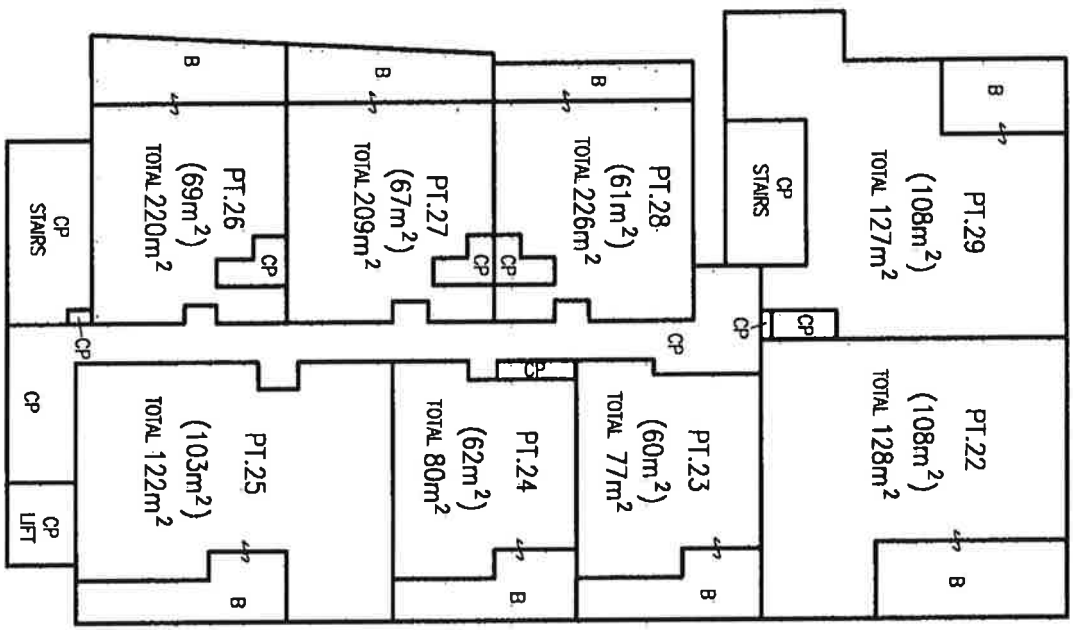 B
B
B
B
PT.26
(69m²)
TOTAL 220m²
PT.27
(67m²)
TOTAL 209m²
PT.28
(61m²)
TOTAL 226m²
PT.29
(108m²)
TOTAL 127m²
CP
STAIRS
CP
STAIRS
CP
CP
CP
CP
CP
CP
CP
CP
CP
CP
LIFT
PT.25
(103m²)
TOTAL 122m²
PT.24
(62m²)
TOTAL 80m²
PT.23
(60m²)
TOTAL 77m²
PT.22
(108m²)
TOTAL 128m²
B
B
B
B